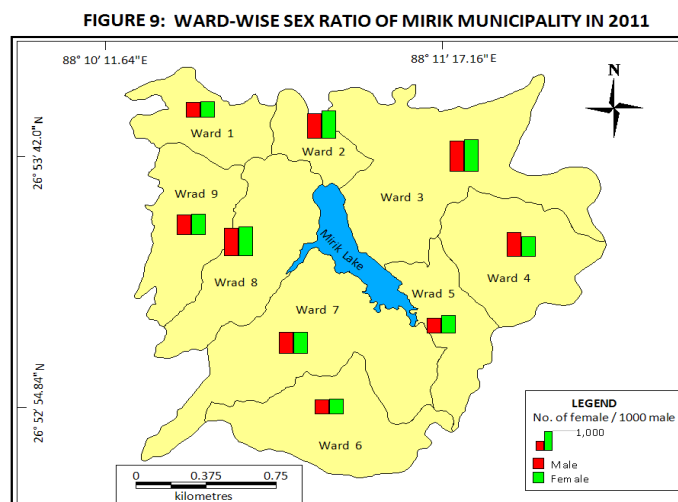 FIGURE 9: WARD-WISE SEX RATIO OF MIRIK MUNICIPALITY IN 2011
88° 10' 11.64"E
88° 11' 17.16"E
N
26° 53' 42.0" N
26° 52' 54.84" N
Ward 1
Ward 2
Ward 3
Wrad 9
Ward 4
Mirik Lake
Wrad 8
Wrad 5
Ward 7
Ward 6
LEGEND
No. of female / 1000 male
1,000
Male
Female
0 0.375 0.75
kilometres